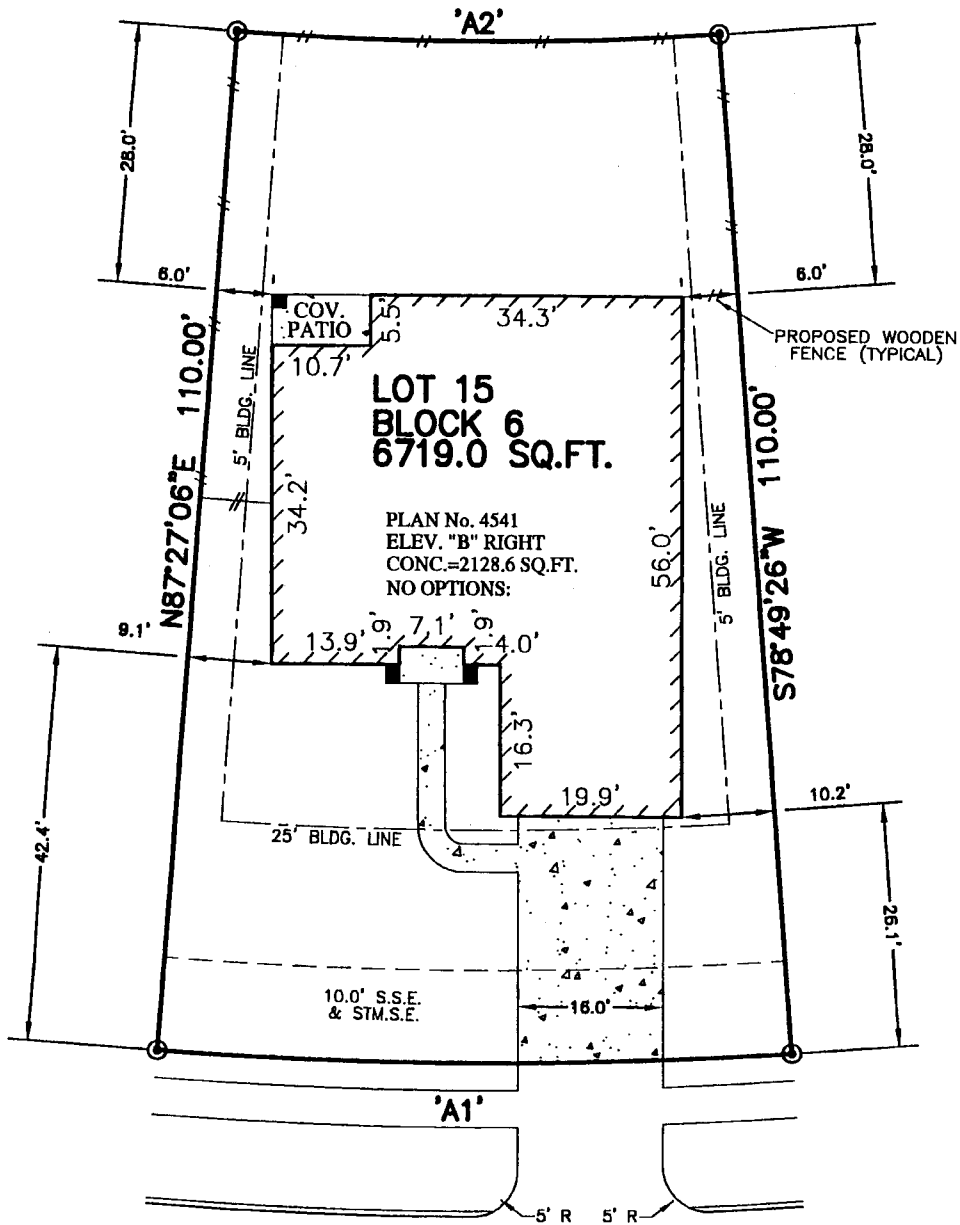 'A2'
28.0'
28.0'
6.0'
6.0'
COV.
PATIO
5.5'
34.3'
10.7'
PROPOSED WOODEN
FENCE (TYPICAL)
5' BLDG. LINE
LOT 15
BLOCK 6
6719.0 SQ.FT.
N87°27'06"E 110.00'
S78°49'26"W 110.00'
34.2'
PLAN No. 4541
ELEV. "B" RIGHT
CONC.=2128.6 SQ.FT.
NO OPTIONS:
56.0'
5' BLDG. LINE
9.1'
13.9'
1.9'
7.1'
1.9'
4.0'
16.3'
19.9'
10.2'
42.4'
25' BLDG. LINE
26.1'
10.0' S.S.E.
& STM.S.E.
16.0'
'A1'
5' R
5' R